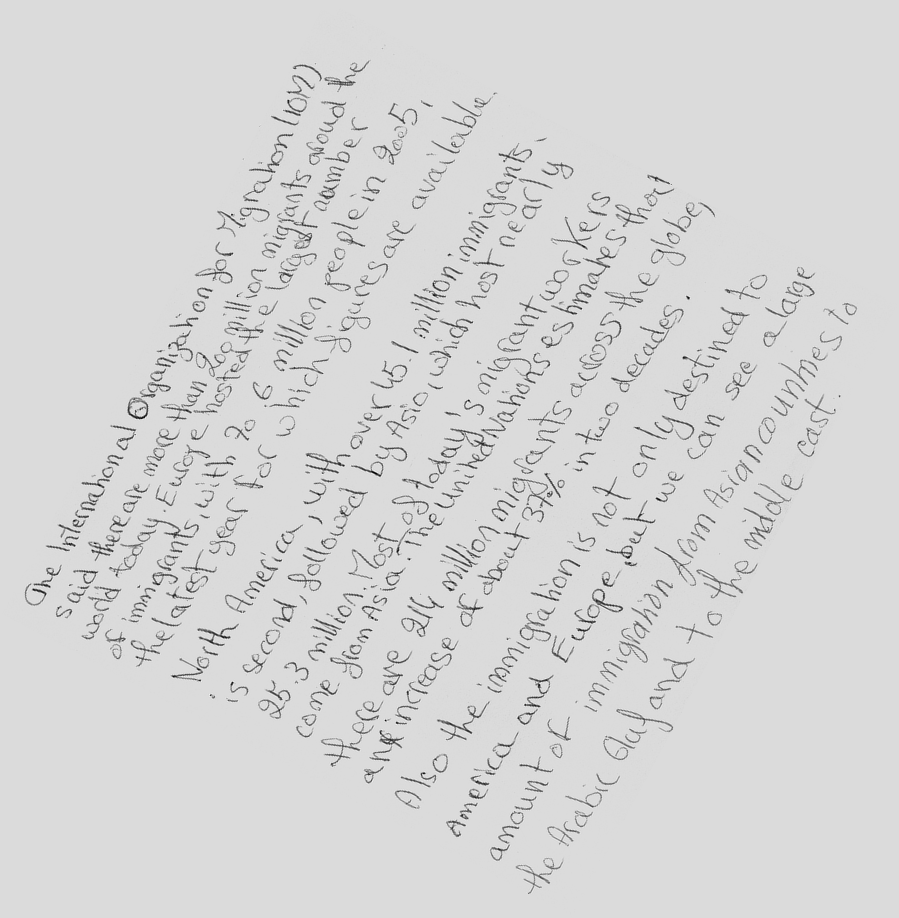 The International Organization for Migration (IOM)
said there are more than 200 million migrants aroud the
world today. Europe hosted the largest number
of immigrants, with 70 6 million people in 2005,
the latest year for which figures are available.
North America, with over 45.1 million immigrants,
is second, followed by Asia, which host nearly
25.3 million. Most of today's migrant workers
come from Asia. The United Nations estimates that
there are 214 million migrants across the globe,
an increase of about 37% in two decades.
Also the immigration is not only destined to
America and Europe, but we can see a large
amount of immigration from Asian countries to
the Arabic Gluf and to the middle east.